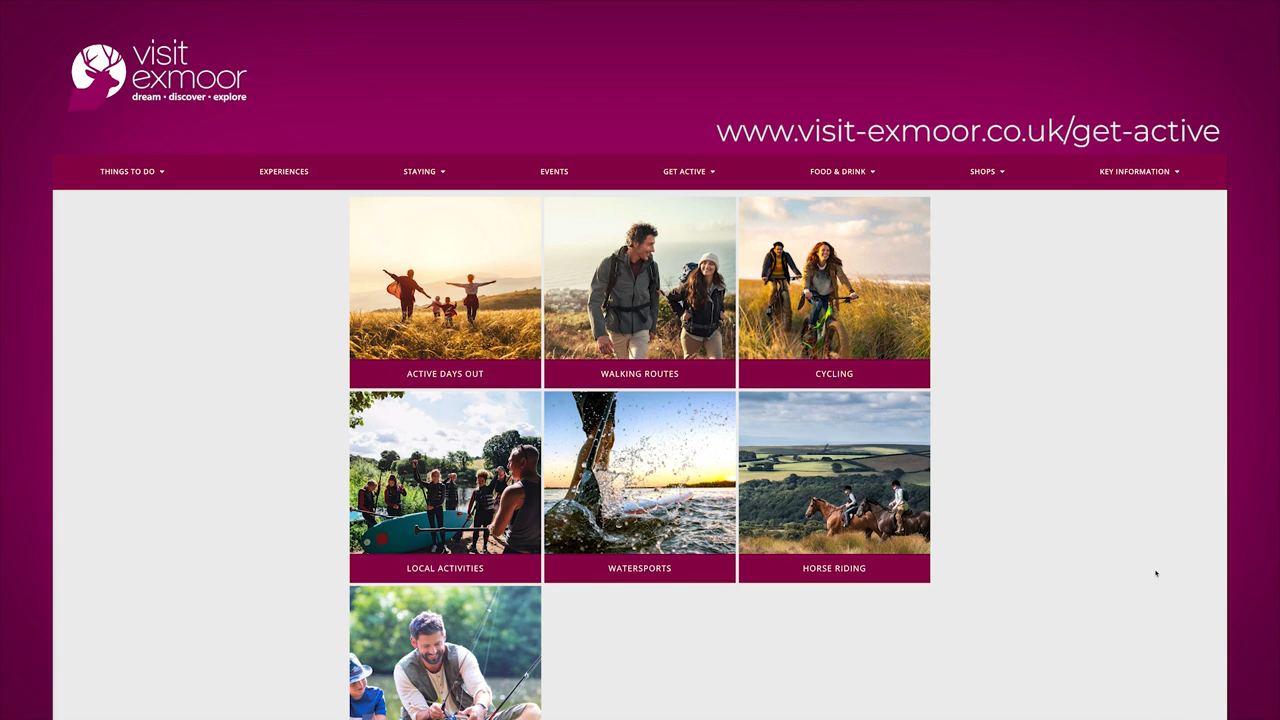 visit
exmoor
dream • discover • explore
www.visit-exmoor.co.uk/get-active
THINGS TO DO EXPERIENCES STAYING EVENTS GET ACTIVE FOOD & DRINK SHOPS KEY INFORMATION
ACTIVE DAYS OUT WALKING ROUTES CYCLING
LOCAL ACTIVITIES WATERSPORTS HORSE RIDING